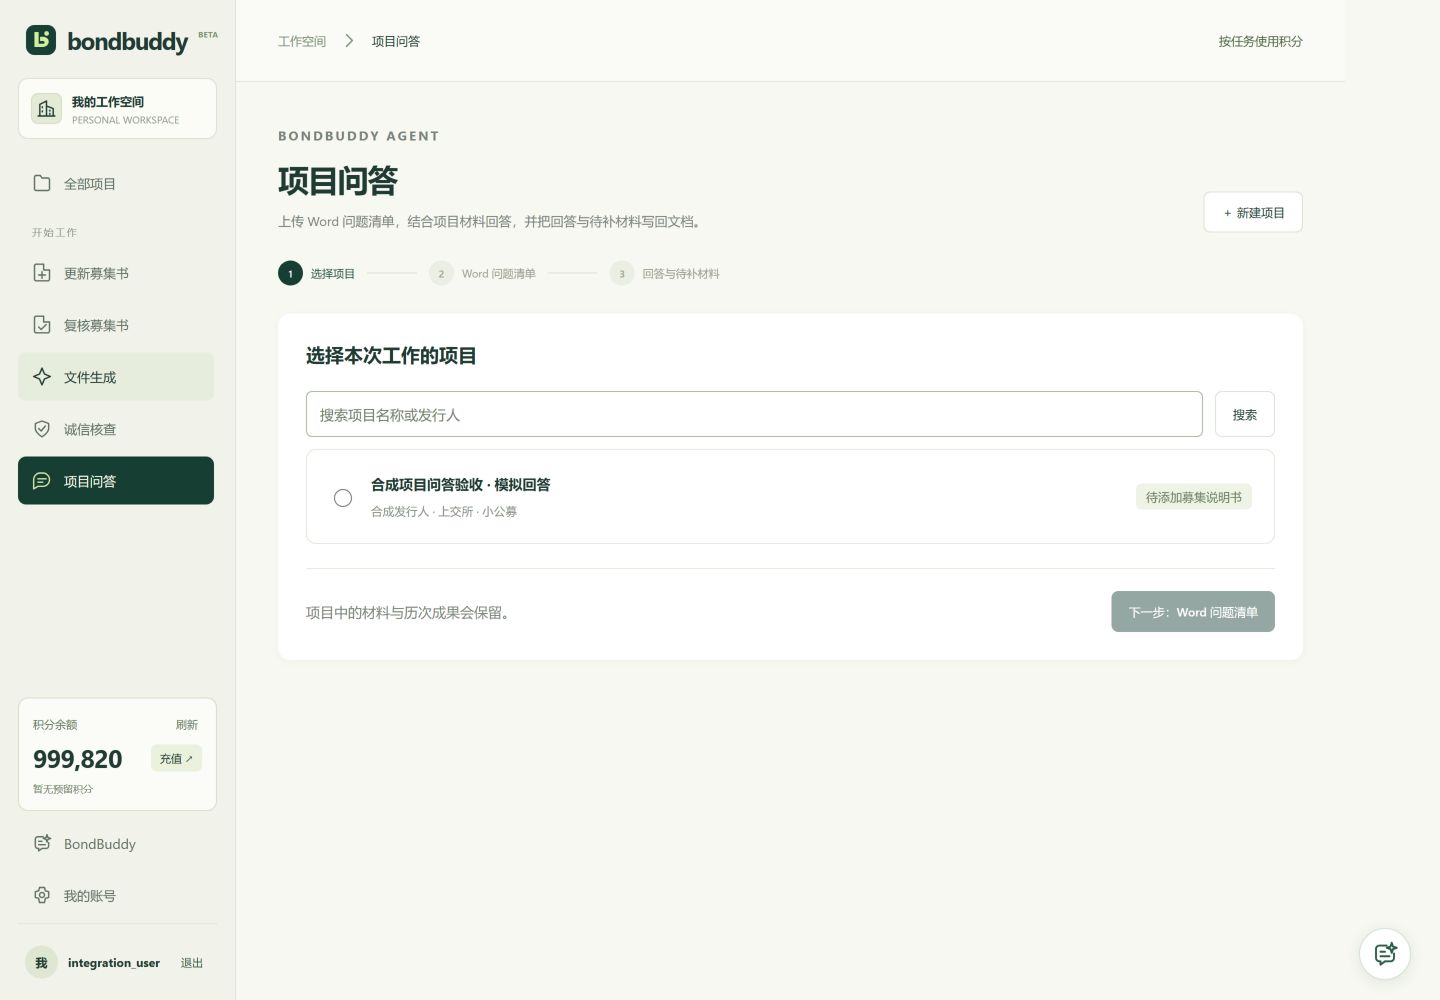 bondbuddy BETA
我的工作空间
PERSONAL WORKSPACE
全部项目
开始工作
更新募集书
复核募集书
文件生成
诚信核查
项目问答
积分余额 刷新
999,820 充值 ↗
暂无预留积分
BondBuddy
我的账号
我 integration_user 退出
工作空间 > 项目问答 按任务使用积分
BONDBUDDY AGENT
项目问答
上传 Word 问题清单，结合项目材料回答，并把回答与待补材料写回文档。
+ 新建项目
1 选择项目 2 Word 问题清单 3 回答与待补材料
选择本次工作的项目
搜索项目名称或发行人 搜索
合成项目问答验收 · 模拟回答
合成发行人 · 上交所 · 小公募
待添加募集说明书
项目中的材料与历次成果会保留。 下一步：Word 问题清单